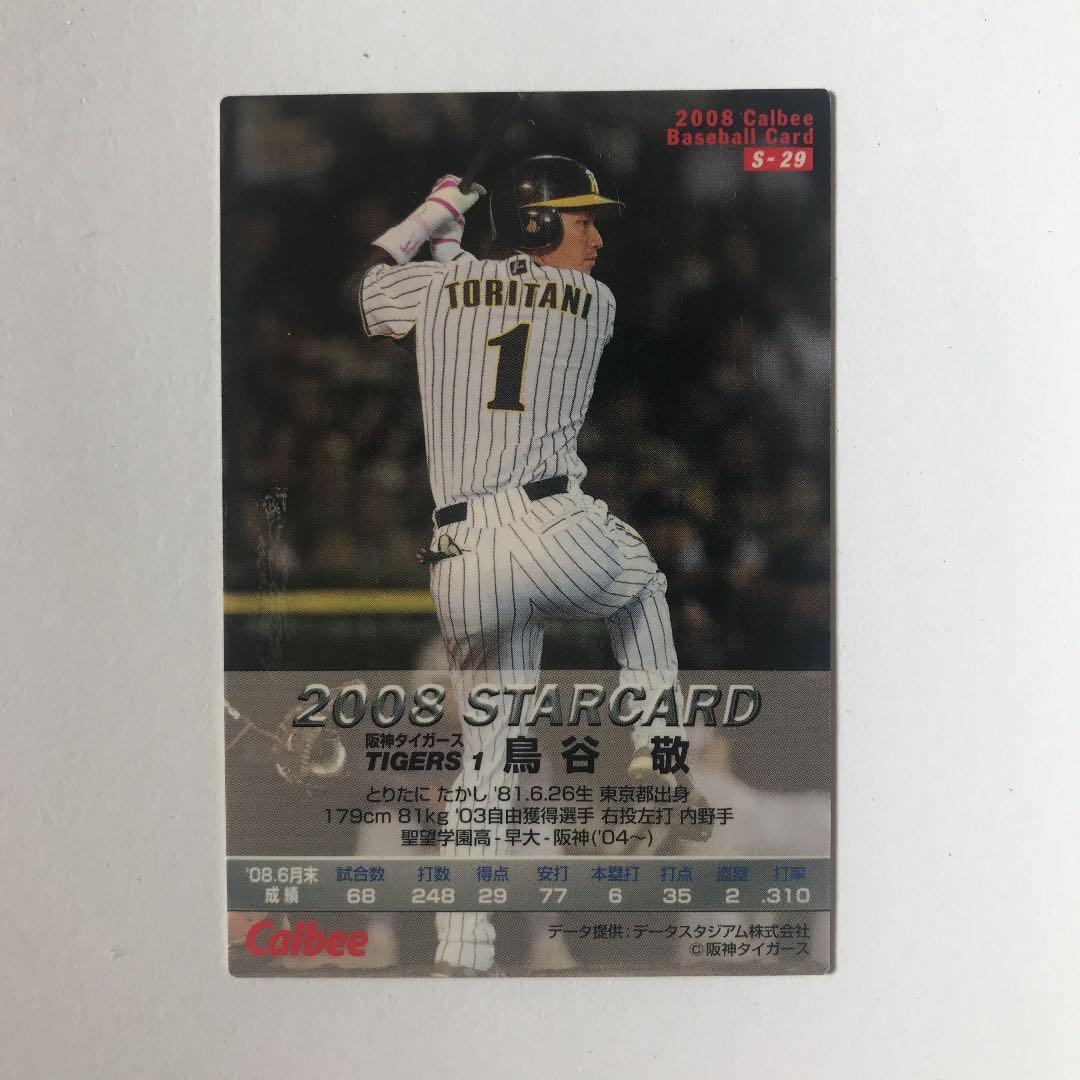 2008 Calbee
Baseball Card
S-29
TORITANI
1
2008 STARCARD
阪神タイガース
TIGERS 1 鳥谷 敬
とりたに たかし '81.6.26生 東京都出身
179cm 81kg '03自由獲得選手 右投左打 内野手
聖望学園高-早大-阪神('04〜)
'08.6月末 試合数 打数 得点 安打 本塁打 打点 盗塁 打率
成績 68 248 29 77 6 35 2 .310
Calbee
データ提供:データスタジアム株式会社
©阪神タイガース